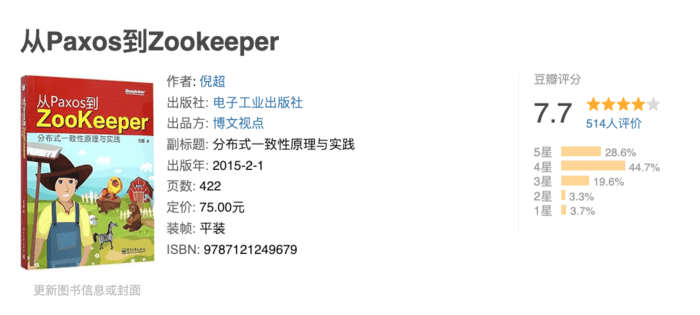 从Paxos到Zookeeper
Broadview
从Paxos到
ZooKeeper
分布式一致性原理与实践
倪超 著
作者: 倪超
出版社: 电子工业出版社
出品方: 博文视点
副标题: 分布式一致性原理与实践
出版年: 2015-2-1
页数: 422
定价: 75.00元
装帧: 平装
ISBN: 9787121249679
更新图书信息或封面
豆瓣评分
7.7
514人评价
5星 28.6%
4星 44.7%
3星 19.6%
2星 3.3%
1星 3.7%